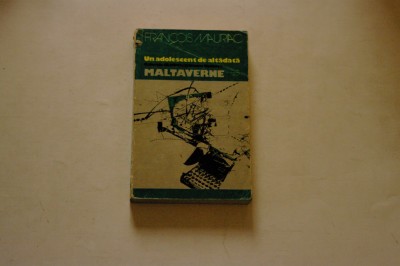 FRANÇOIS MAURIAC
Un adolescent de altădată
MALTAVERNE